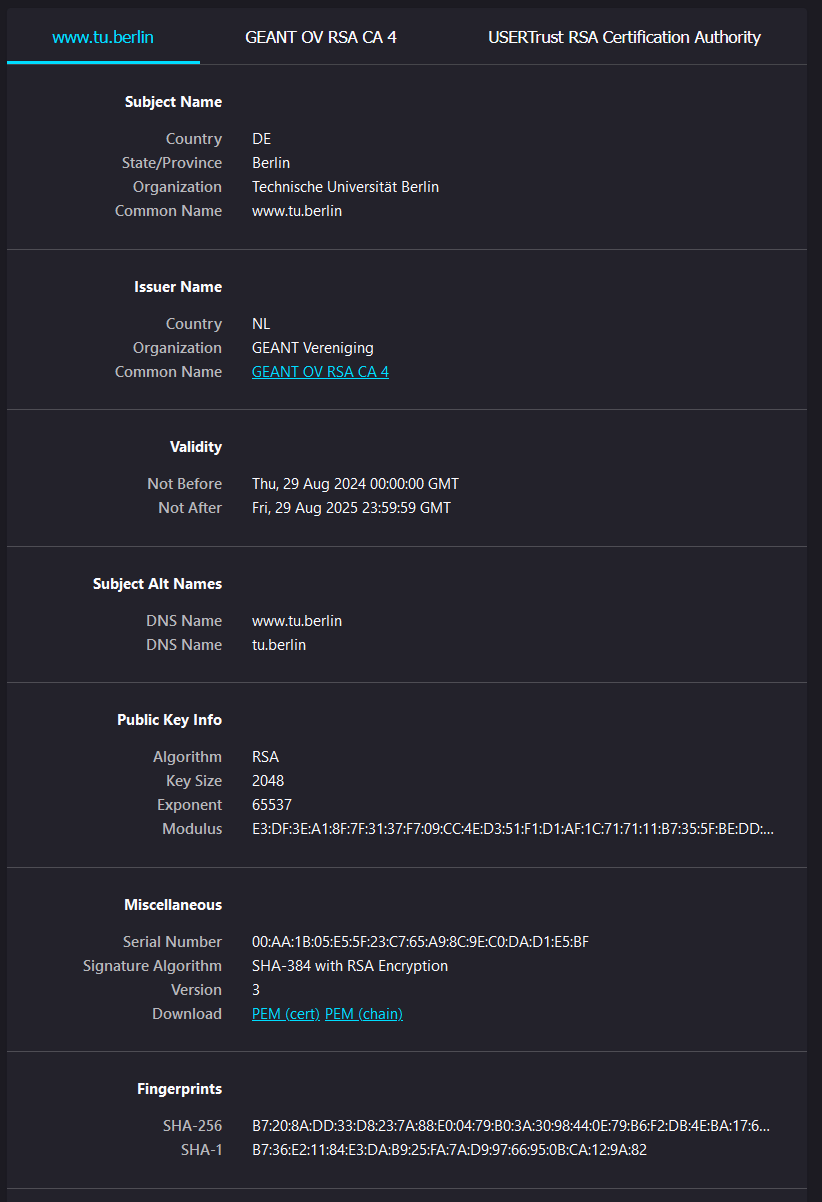 www.tu.berlin GEANT OV RSA CA 4 USERTrust RSA Certification Authority
Subject Name
Country DE
State/Province Berlin
Organization Technische Universität Berlin
Common Name www.tu.berlin
Issuer Name
Country NL
Organization GEANT Vereniging
Common Name GEANT OV RSA CA 4
Validity
Not Before Thu, 29 Aug 2024 00:00:00 GMT
Not After Fri, 29 Aug 2025 23:59:59 GMT
Subject Alt Names
DNS Name www.tu.berlin
DNS Name tu.berlin
Public Key Info
Algorithm RSA
Key Size 2048
Exponent 65537
Modulus E3:DF:3E:A1:8F:7F:31:37:F7:09:CC:4E:D3:51:F1:D1:AF:1C:71:71:11:B7:35:5F:BE:DD:...
Miscellaneous
Serial Number 00:AA:1B:05:E5:5F:23:C7:65:A9:8C:9E:C0:DA:D1:E5:BF
Signature Algorithm SHA-384 with RSA Encryption
Version 3
Download PEM (cert) PEM (chain)
Fingerprints
SHA-256 B7:20:8A:DD:33:D8:23:7A:88:E0:04:79:B0:3A:30:98:44:0E:79:B6:F2:DB:4E:BA:17:6...
SHA-1 B7:36:E2:11:84:E3:DA:B9:25:FA:7A:D9:97:66:95:0B:CA:12:9A:82